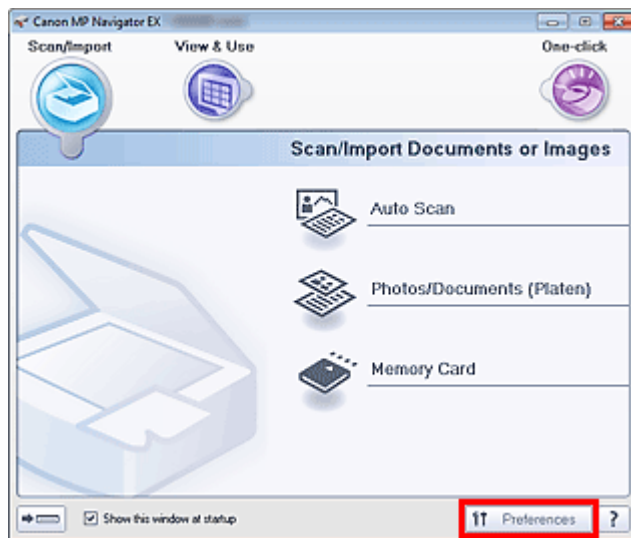 Canon MP Navigator EX
Scan/Import View & Use One-click
Scan/Import Documents or Images
Auto Scan
Photos/Documents (Platen)
Memory Card
Show this window at startup
Preferences ?